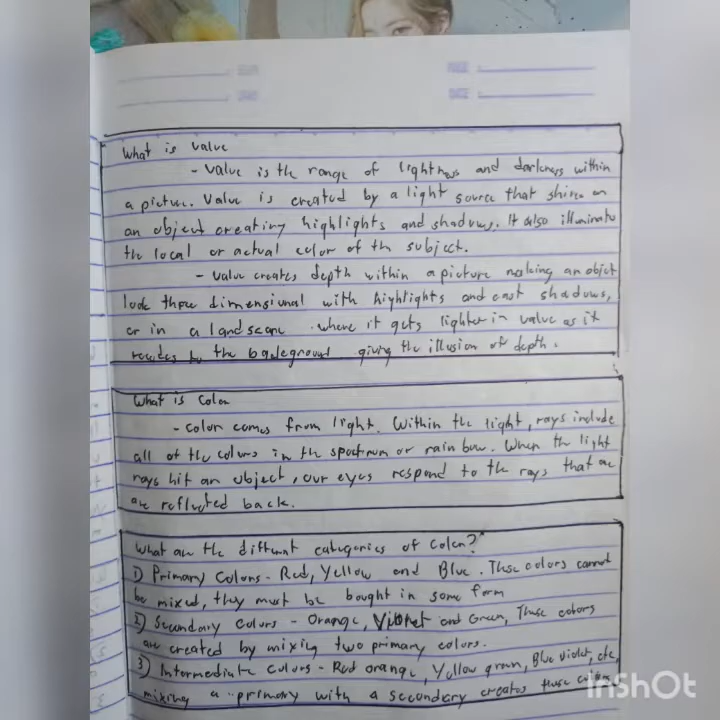 What is value
- value is the range of lightness and darkness within
a picture. Value is created by a light source that shines on
an object creating highlights and shadows. It also illuminate
the local or actual color of the subject.
- value creates depth within a picture making an object
look three dimensional with highlights and cast shadows,
or in a landscape where it gets lighter in value as it
recides to the background giving the illusion of depth.
What is Color
- Color comes from light. Within the light, rays include
all of the colors in the spectrum or rainbow. When the light
rays hit an object, our eyes respond to the rays that are
are reflected back.
What are the different categories of Color?
1) Primary Colors - Red, Yellow and Blue. These colors cannot
be mixed, they must be bought in some form
2) Secondary colors - Orange, Violet and Green, These colors
are created by mixing two primary colors.
3) Intermediate Colors - Red orange, Yellow green, Blue violet, etc,
mixing a primary with a secondary creates these colors.
InShOt